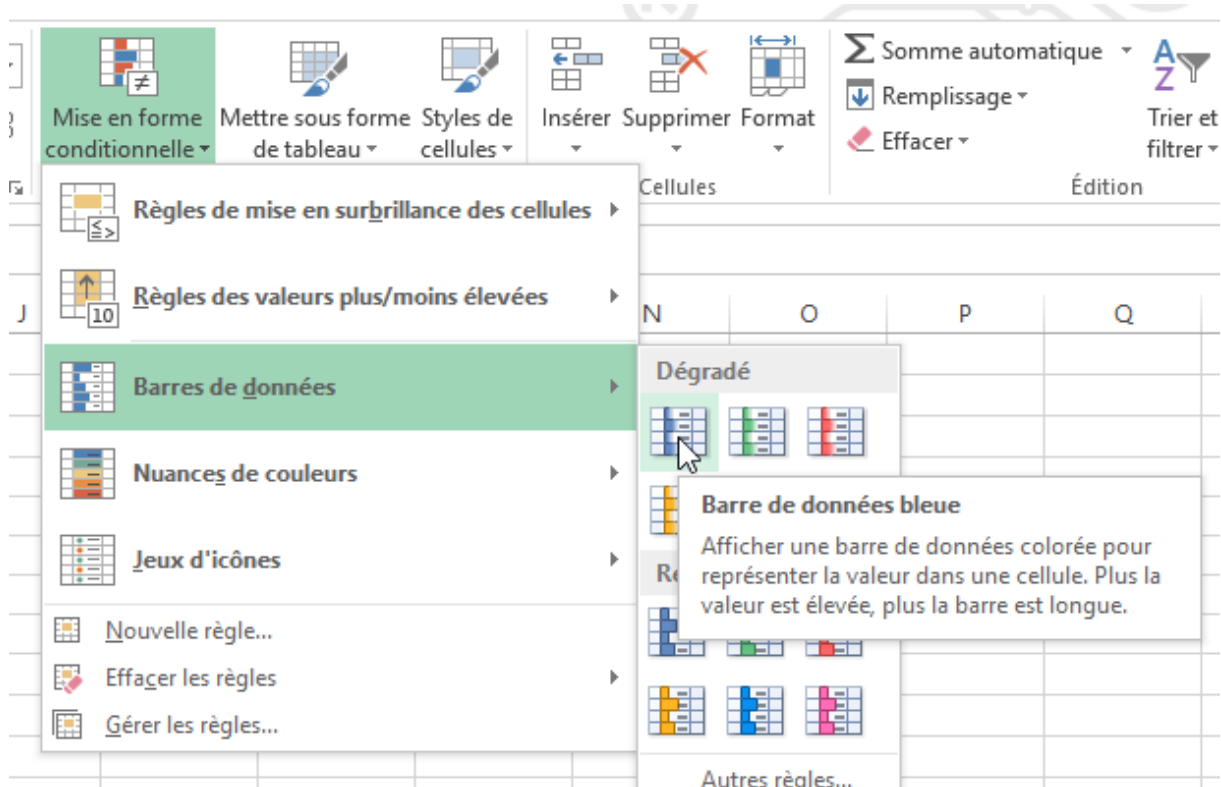 Mise en forme
conditionnelle
Mettre sous forme
de tableau
Styles de
cellules
Insérer
Supprimer
Format
Somme automatique
Remplissage
Effacer
A
Z
Trier et
filtrer
Cellules
Édition
Règles de mise en surbrillance des cellules
10
Règles des valeurs plus/moins élevées
Barres de données
Nuances de couleurs
Jeux d'icônes
Nouvelle règle...
Effacer les règles
Gérer les règles...
J
N
O
P
Q
Dégradé
Barre de données bleue
Afficher une barre de données colorée pour
représenter la valeur dans une cellule. Plus la
valeur est élevée, plus la barre est longue.
Autres règles...